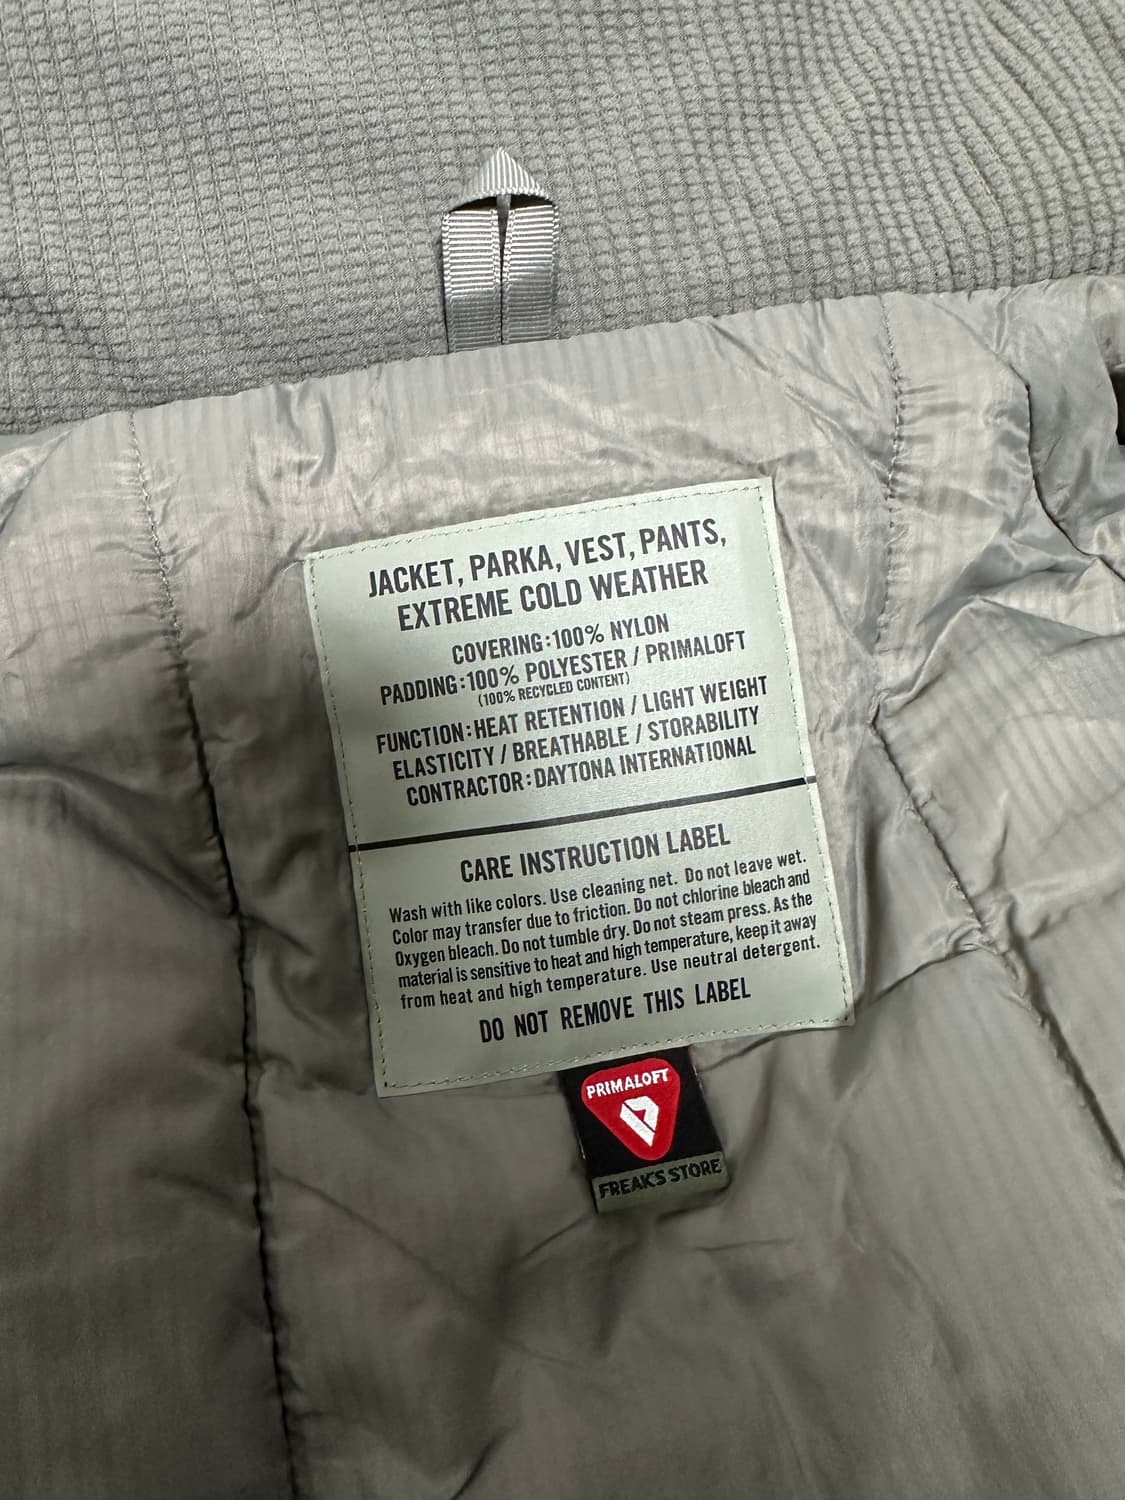 JACKET, PARKA, VEST, PANTS,
EXTREME COLD WEATHER
COVERING:100% NYLON
PADDING:100% POLYESTER / PRIMALOFT
(100% RECYCLED CONTENT)
FUNCTION:HEAT RETENTION / LIGHT WEIGHT
ELASTICITY / BREATHABLE / STORABILITY
CONTRACTOR:DAYTONA INTERNATIONAL
CARE INSTRUCTION LABEL
Wash with like colors. Use cleaning net. Do not leave wet.
Color may transfer due to friction. Do not chlorine bleach and
Oxygen bleach. Do not tumble dry. Do not steam press. As the
material is sensitive to heat and high temperature, keep it away
from heat and high temperature. Use neutral detergent.
DO NOT REMOVE THIS LABEL
PRIMALOFT
FREAK'S STORE